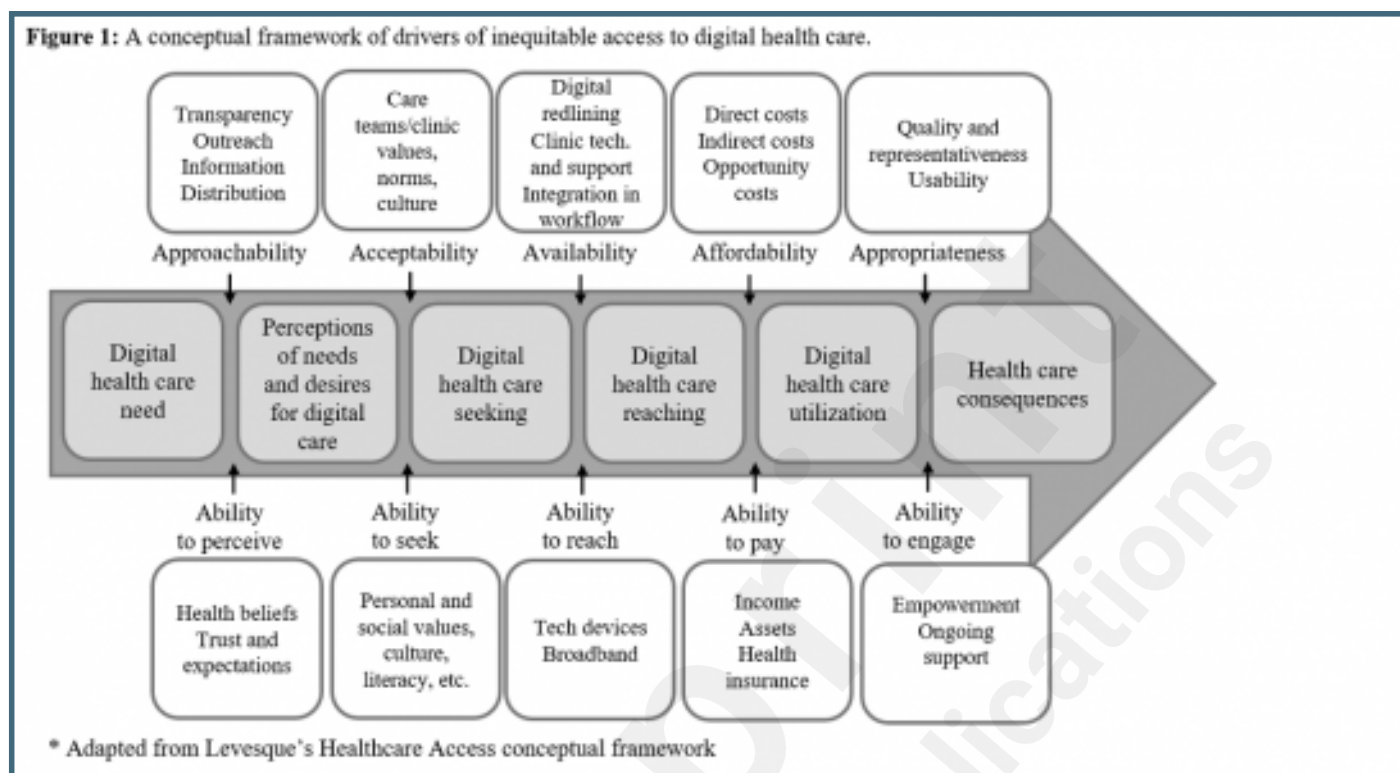 Figure 1: A conceptual framework of drivers of inequitable access to digital health care.
Transparency
Outreach
Information
Distribution
Care
teams/clinic
values,
norms,
culture
Digital
redlining
Clinic tech.
and support
Integration in
workflow
Direct costs
Indirect costs
Opportunity
costs
Quality and
representativeness
Usability
Approachability
Acceptability
Availability
Affordability
Appropriateness
Digital
health care
need
Perceptions
of needs
and desires
for digital
care
Digital
health care
seeking
Digital
health care
reaching
Digital
health care
utilization
Health care
consequences
Ability
to perceive
Ability
to seek
Ability
to reach
Ability
to pay
Ability
to engage
Health beliefs
Trust and
expectations
Personal and
social values,
culture,
literacy, etc.
Tech devices
Broadband
Income
Assets
Health
insurance
Empowerment
Ongoing
support
* Adapted from Levesque's Healthcare Access conceptual framework